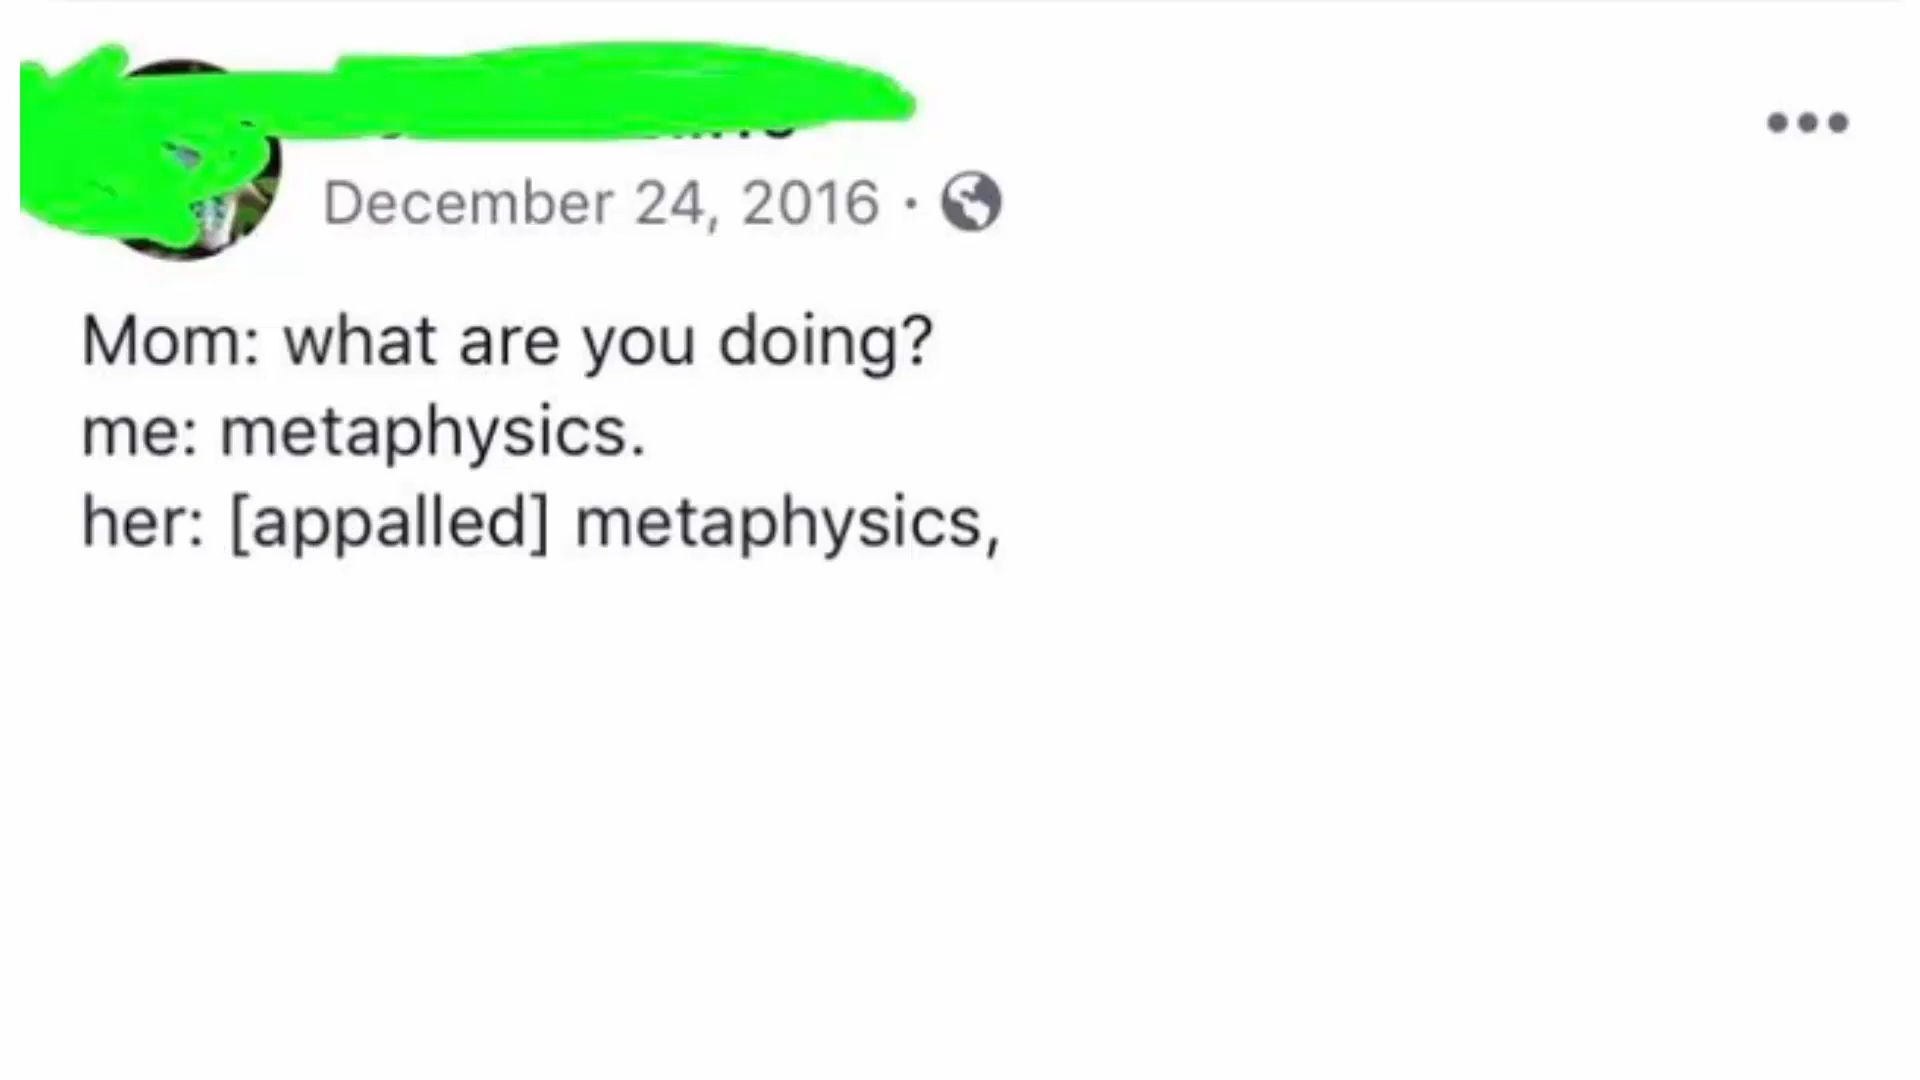 December 24, 2016 ·
Mom: what are you doing?
me: metaphysics.
her: [appalled] metaphysics,